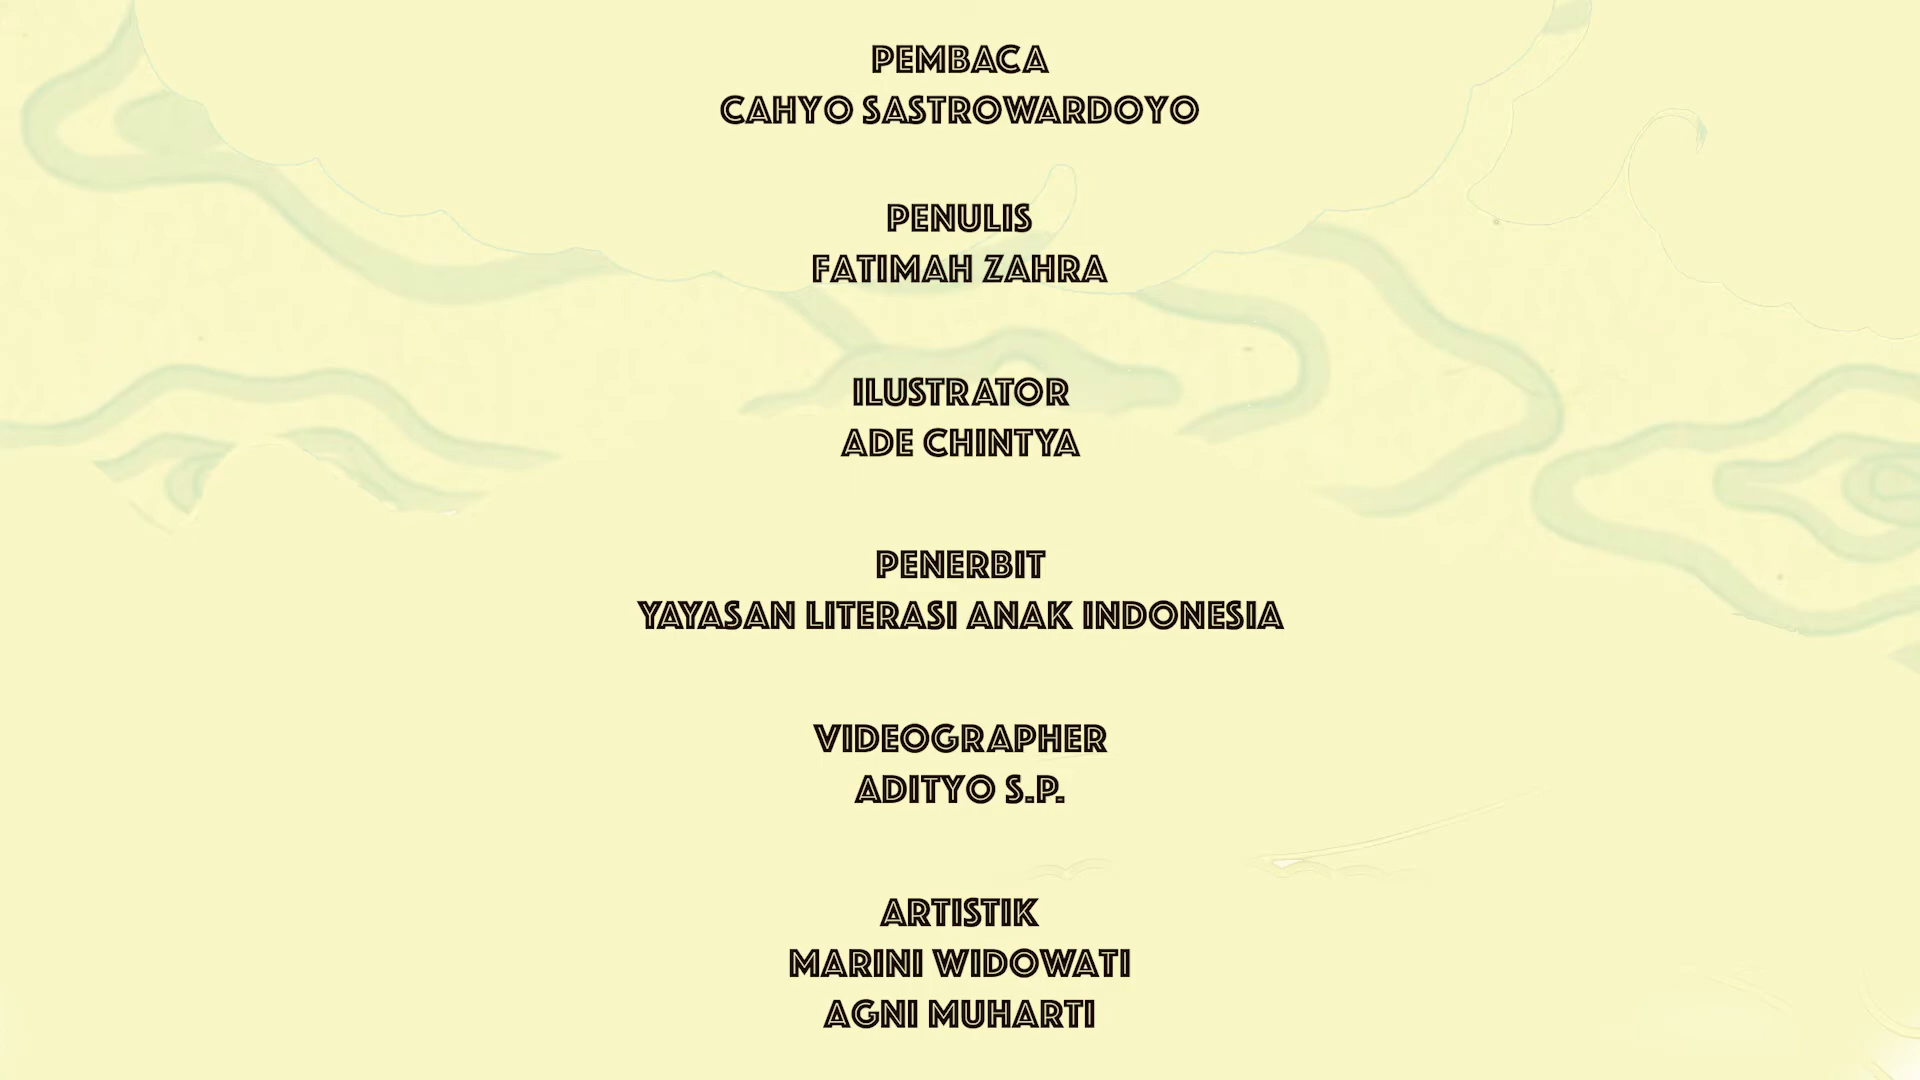 PEMBACA
CAHYO SASTROWARDOYO
PENULIS
FATIMAH ZAHRA
ILUSTRATOR
ADE CHINTYA
PENERBIT
YAYASAN LITERASI ANAK INDONESIA
VIDEOGRAPHER
ADITYO S.P.
ARTISTIK
MARINI WIDOWATI
AGNI MUHARTI